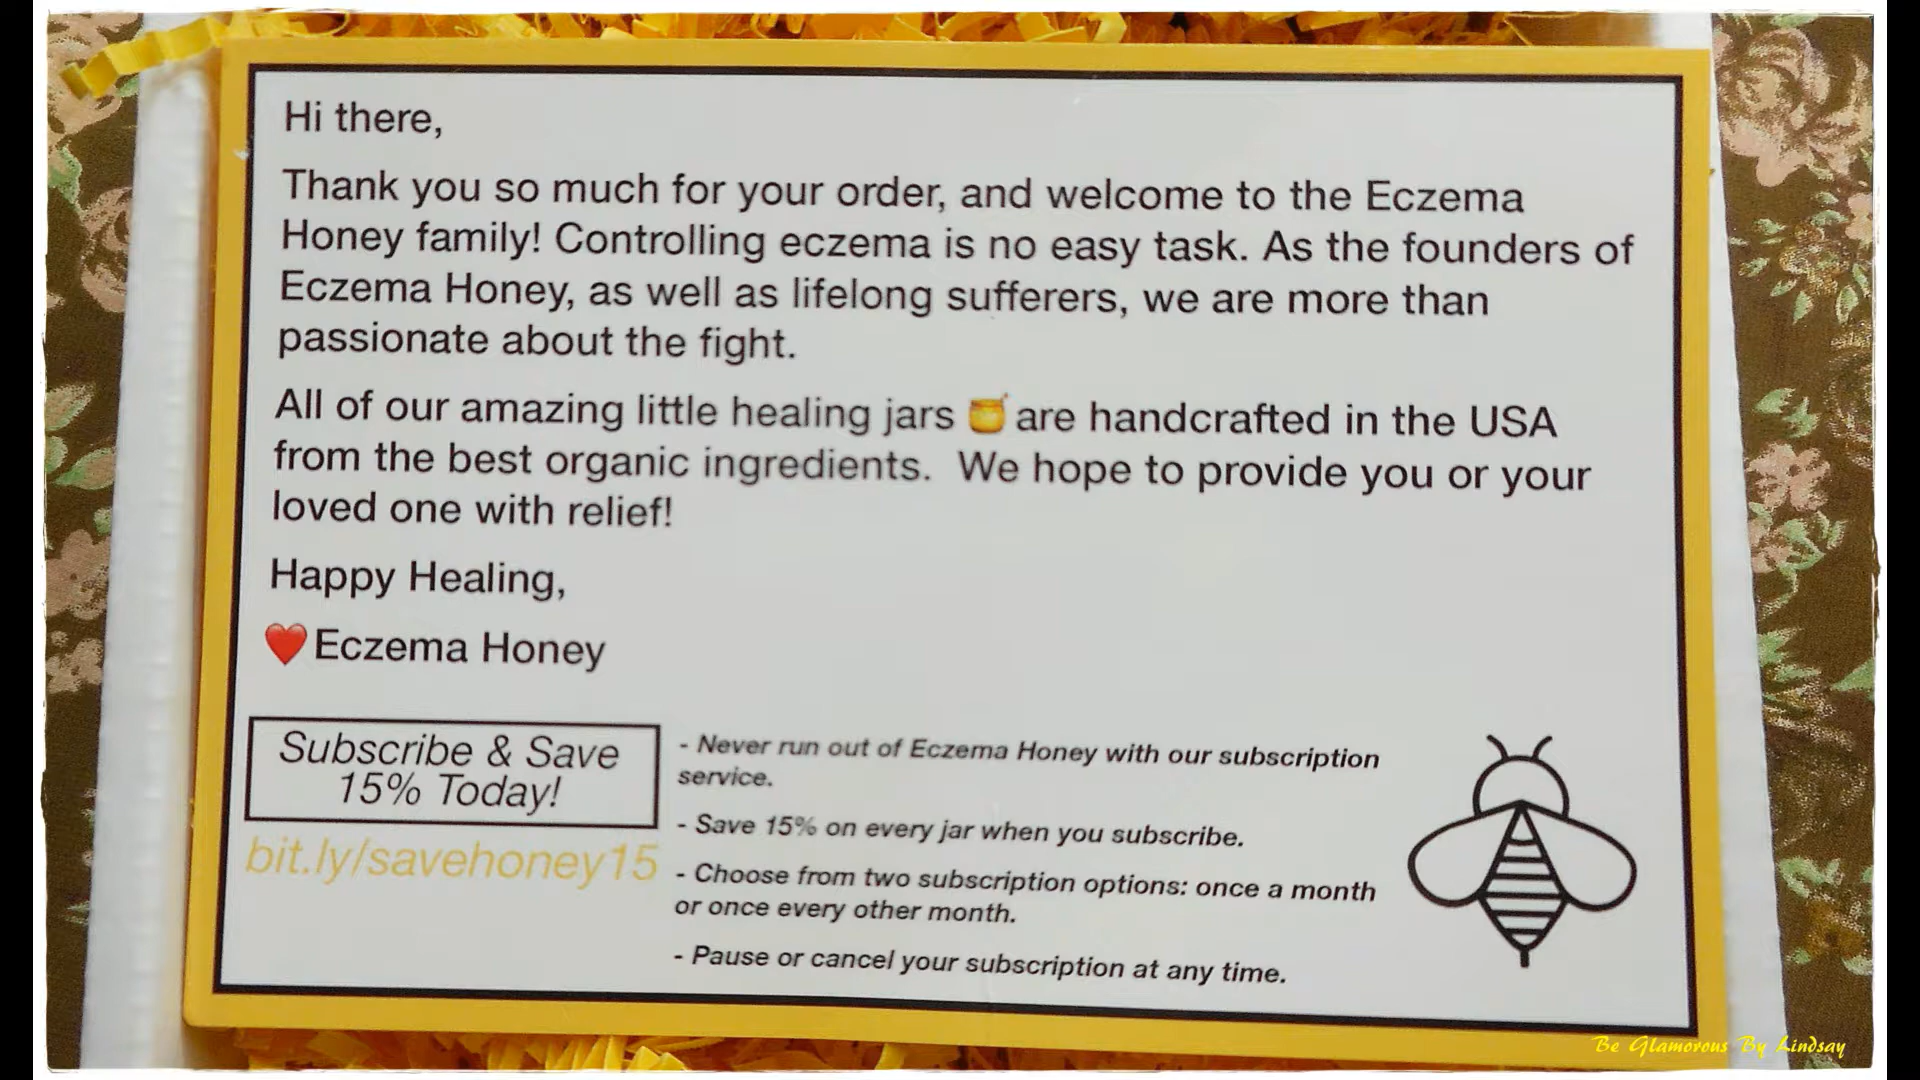 Hi there,
Thank you so much for your order, and welcome to the Eczema
Honey family! Controlling eczema is no easy task. As the founders of
Eczema Honey, as well as lifelong sufferers, we are more than
passionate about the fight.
All of our amazing little healing jars 🍯 are handcrafted in the USA
from the best organic ingredients.  We hope to provide you or your
loved one with relief!
Happy Healing,
❤️ Eczema Honey
Subscribe & Save
15% Today!
bit.ly/savehoney15
- Never run out of Eczema Honey with our subscription
service.
- Save 15% on every jar when you subscribe.
- Choose from two subscription options: once a month
or once every other month.
- Pause or cancel your subscription at any time.
Be Glamorous By Lindsay